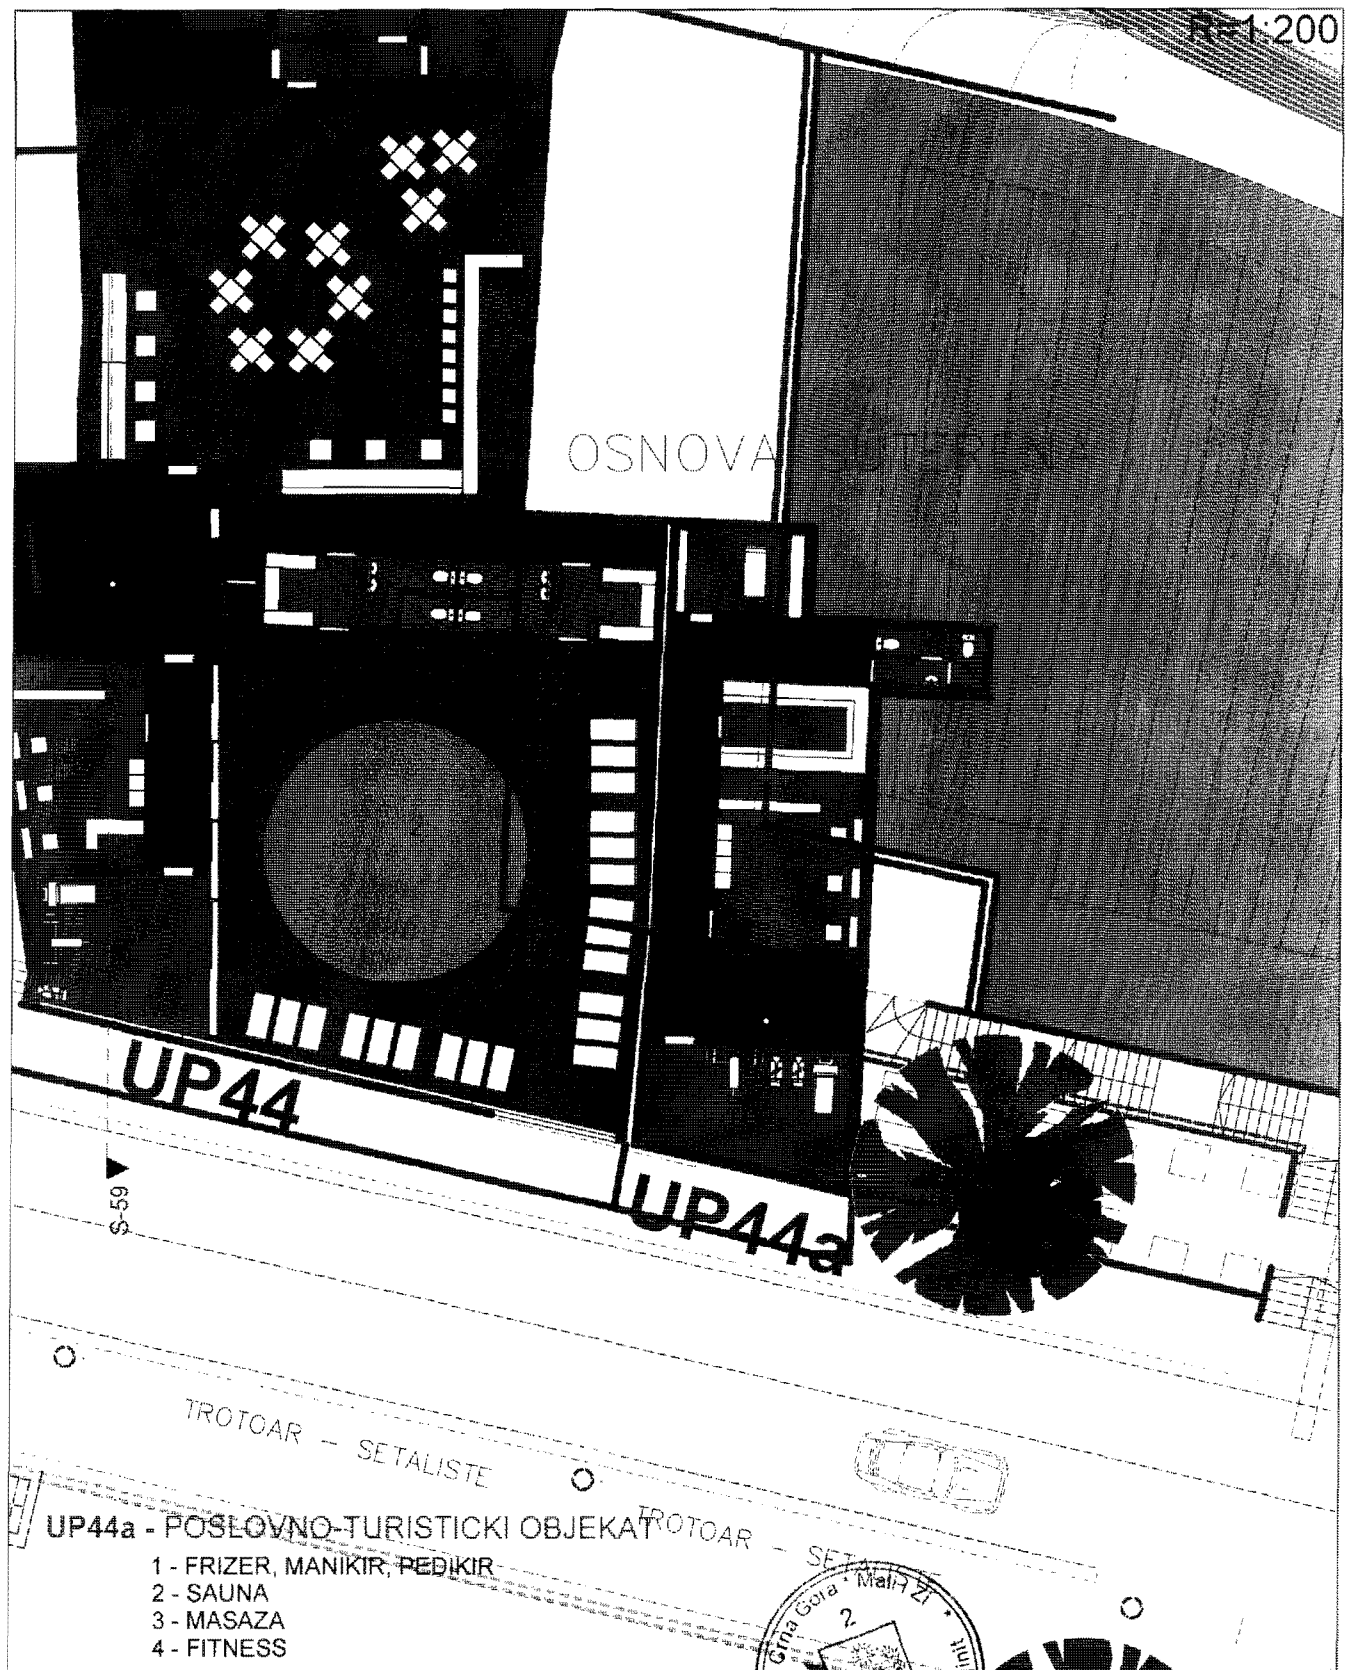 R=1:200
OSNOVA
UP44
S-59
UP44a
TROTOAR - SETALISTE
TROTOAR -
UP44a - POSLOVNO-TURISTICKI OBJEKAT
1 - FRIZER, MANIKIR, PEDIKIR
2 - SAUNA
3 - MASAZA
4 - FITNESS
Crna Gora
2